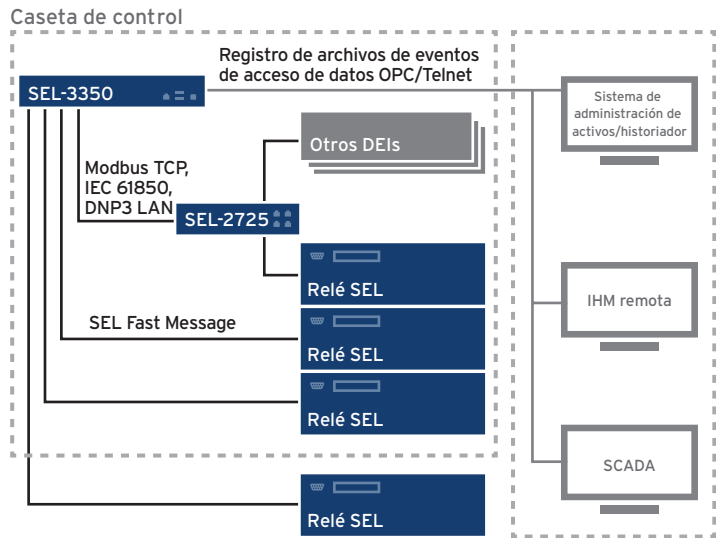 Caseta de control
Registro de archivos de eventos
de acceso de datos OPC/Telnet
SEL-3350
Sistema de
administración de
activos/historiador
Otros DEIs
Modbus TCP,
IEC 61850,
DNP3 LAN
SEL-2725
Relé SEL
IHM remota
SEL Fast Message
Relé SEL
Relé SEL
SCADA
Relé SEL